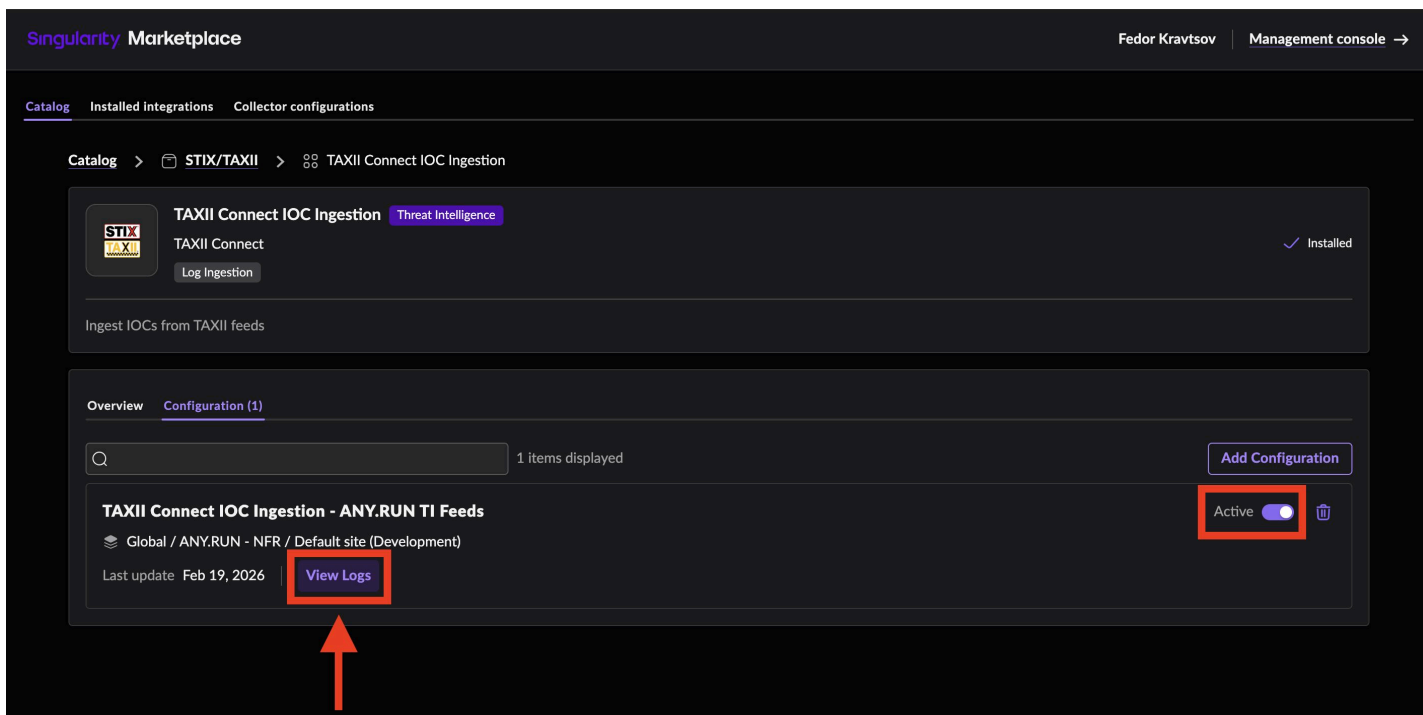 Singularity Marketplace
Fedor Kravtsov
Management console →
Catalog Installed integrations Collector configurations
Catalog > STIX/TAXII > TAXII Connect IOC Ingestion
STIX
TAXII
TAXII Connect IOC Ingestion Threat Intelligence
TAXII Connect
Log Ingestion
Installed
Ingest IOCs from TAXII feeds
Overview Configuration (1)
1 items displayed
Add Configuration
TAXII Connect IOC Ingestion - ANY.RUN TI Feeds
Active
Global / ANY.RUN - NFR / Default site (Development)
Last update Feb 19, 2026 View Logs